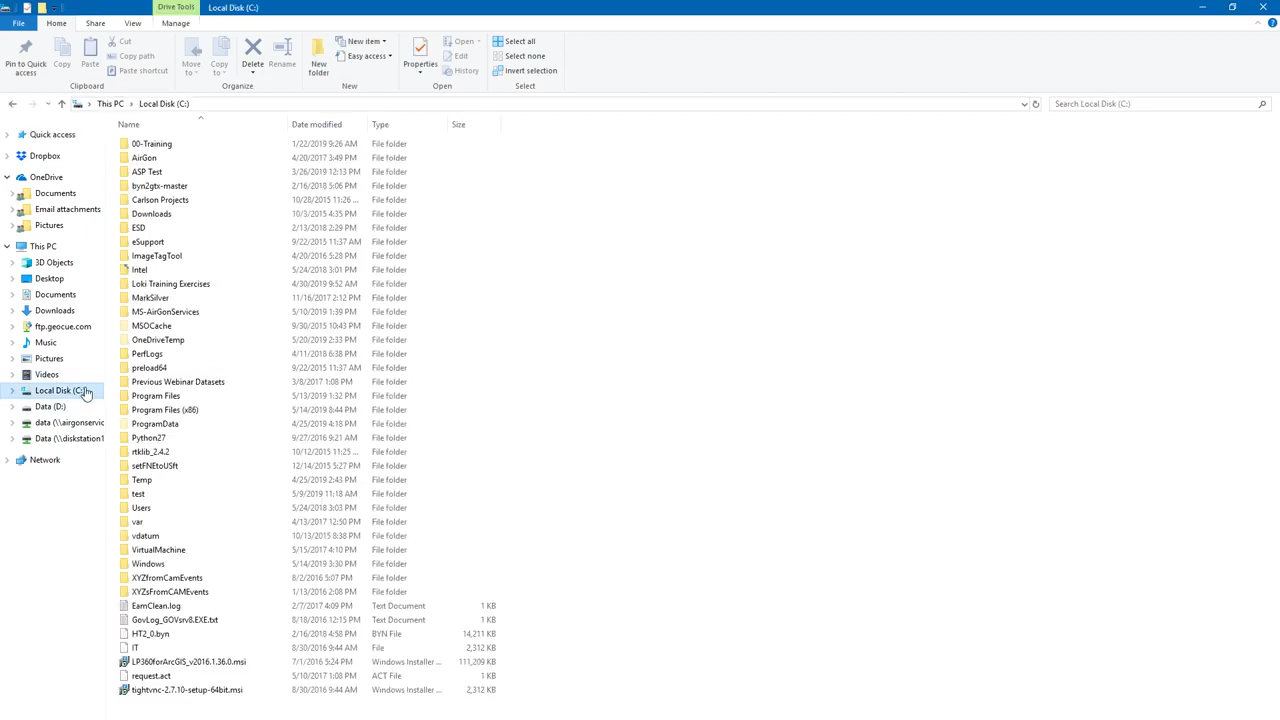 Drive Tools
Local Disk (C:)
File
Home
Share
View
Manage
Pin to Quick access
Copy
Paste
Cut
Copy path
Paste shortcut
Clipboard
Move to
Copy to
Delete
Rename
Organize
New folder
New item
Easy access
New
Properties
Open
Edit
History
Open
Select all
Select none
Invert selection
Select
This PC > Local Disk (C:)
Search Local Disk (C:)
Quick access
Dropbox
OneDrive
Documents
Email attachments
Pictures
This PC
3D Objects
Desktop
Documents
Downloads
ftp.geocue.com
Music
Pictures
Videos
Local Disk (C:)
Data (D:)
data (\\airgonservic
Data (\\diskstation1
Network
Name Date modified Type Size
00-Training 1/22/2019 9:26 AM File folder
AirGon 4/20/2017 3:49 PM File folder
ASP Test 3/26/2019 12:13 PM File folder
byn2gtx-master 2/16/2018 5:06 PM File folder
Carlson Projects 10/28/2015 11:26 ... File folder
Downloads 10/3/2015 4:35 PM File folder
ESD 2/13/2018 2:29 PM File folder
eSupport 9/22/2015 11:37 AM File folder
ImageTagTool 4/20/2016 5:28 PM File folder
Intel 5/24/2018 3:01 PM File folder
Loki Training Exercises 4/30/2019 9:52 AM File folder
MarkSilver 11/16/2017 2:12 PM File folder
MS-AirGonServices 5/10/2019 1:39 PM File folder
MSOCache 9/30/2015 10:43 PM File folder
OneDriveTemp 5/20/2019 2:33 PM File folder
PerfLogs 4/11/2018 6:38 PM File folder
preload64 9/22/2015 11:37 AM File folder
Previous Webinar Datasets 3/8/2017 1:08 PM File folder
Program Files 5/13/2019 1:32 PM File folder
Program Files (x86) 5/14/2019 8:44 PM File folder
ProgramData 4/25/2019 4:18 PM File folder
Python27 9/27/2016 9:21 AM File folder
rtklib_2.4.2 10/12/2015 11:25 ... File folder
setFNEtoUSft 12/14/2015 5:27 PM File folder
Temp 4/25/2019 2:43 PM File folder
test 5/9/2019 11:18 AM File folder
Users 5/24/2018 3:03 PM File folder
var 4/13/2017 12:50 PM File folder
vdatum 10/13/2015 8:38 PM File folder
VirtualMachine 5/15/2017 4:10 PM File folder
Windows 5/14/2019 3:30 PM File folder
XYZfromCamEvents 8/2/2016 5:07 PM File folder
XYZsFromCAMEvents 1/13/2016 2:08 PM File folder
EamClean.log 2/7/2017 4:09 PM Text Document 1 KB
GovLog_GOVsrv8.EXE.txt 8/18/2016 12:15 PM Text Document 1 KB
HT2_0.byn 2/16/2018 4:58 PM BYN File 14,211 KB
IT 8/30/2016 9:44 AM File 2,312 KB
LP360forArcGIS_v2016.1.36.0.msi 7/1/2016 5:24 PM Windows Installer ... 111,209 KB
request.act 5/10/2017 1:08 PM ACT File 1 KB
tightvnc-2.7.10-setup-64bit.msi 8/30/2016 9:44 AM Windows Installer ... 2,312 KB